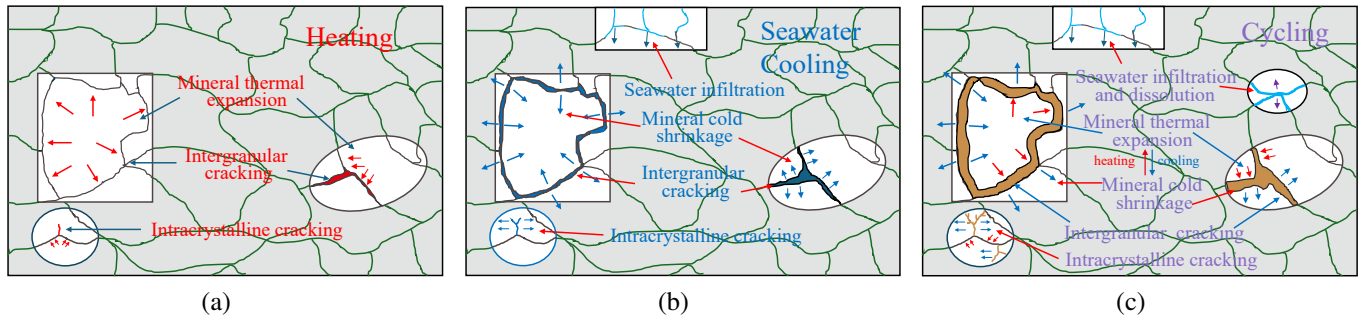 Heating
Mineral thermal
expansion
Intergranular
cracking
Intracrystalline cracking
(a)
Seawater
Cooling
Seawater infiltration
Mineral cold
shrinkage
Intergranular
cracking
Intracrystalline cracking
(b)
Cycling
Seawater infiltration
and dissolution
Mineral thermal
expansion
heating cooling
Mineral cold
shrinkage
Intergranular cracking
Intracrystalline cracking
(c)